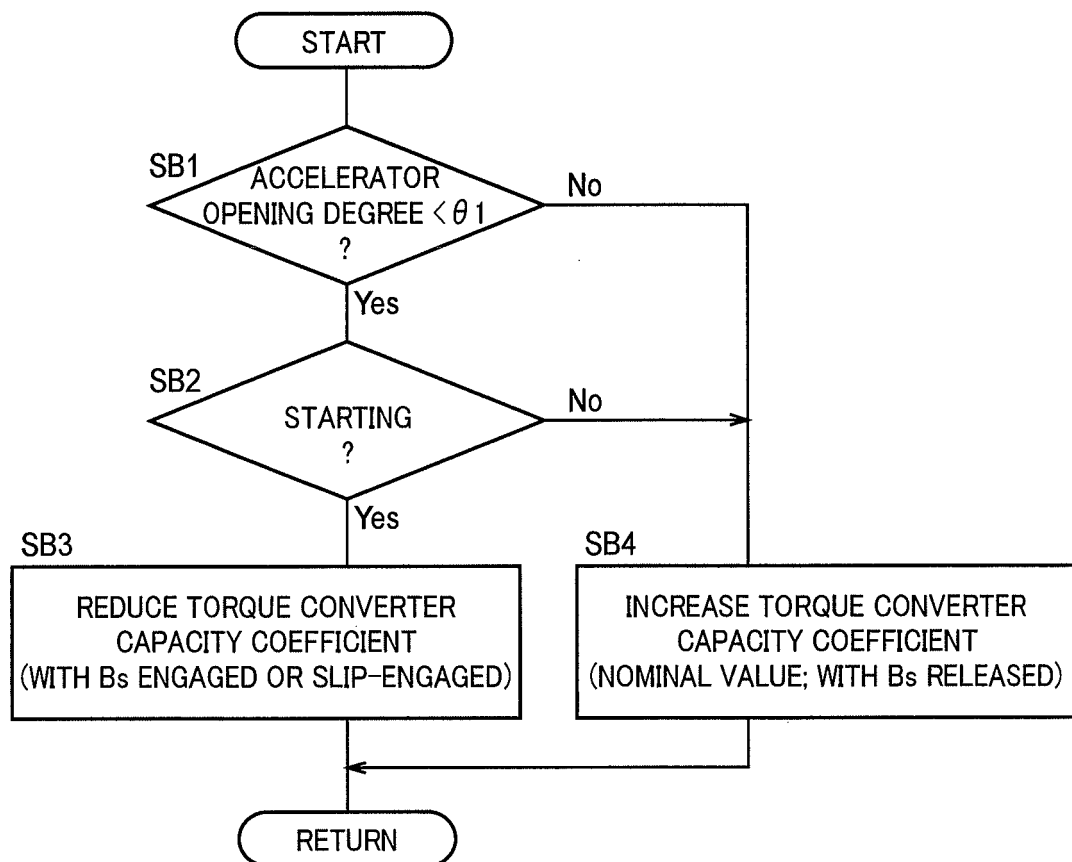 START
SB1
ACCELERATOR
OPENING DEGREE < θ1
?
No
Yes
SB2
STARTING
?
No
Yes
SB3
REDUCE TORQUE CONVERTER
CAPACITY COEFFICIENT
(WITH Bs ENGAGED OR SLIP-ENGAGED)
SB4
INCREASE TORQUE CONVERTER
CAPACITY COEFFICIENT
(NOMINAL VALUE; WITH Bs RELEASED)
RETURN